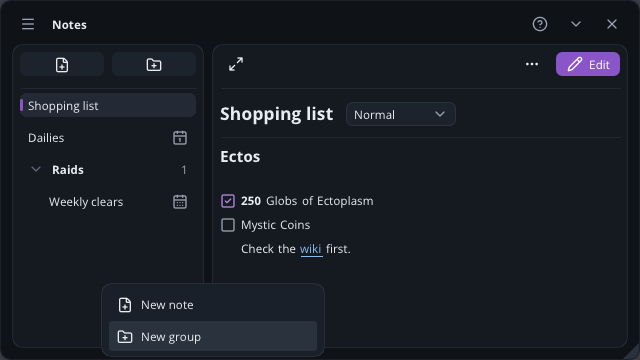 Notes
Edit
Shopping list
Dailies
Raids 1
Weekly clears
Shopping list Normal
Ectos
250 Globs of Ectoplasm
Mystic Coins
Check the wiki first.
New note
New group